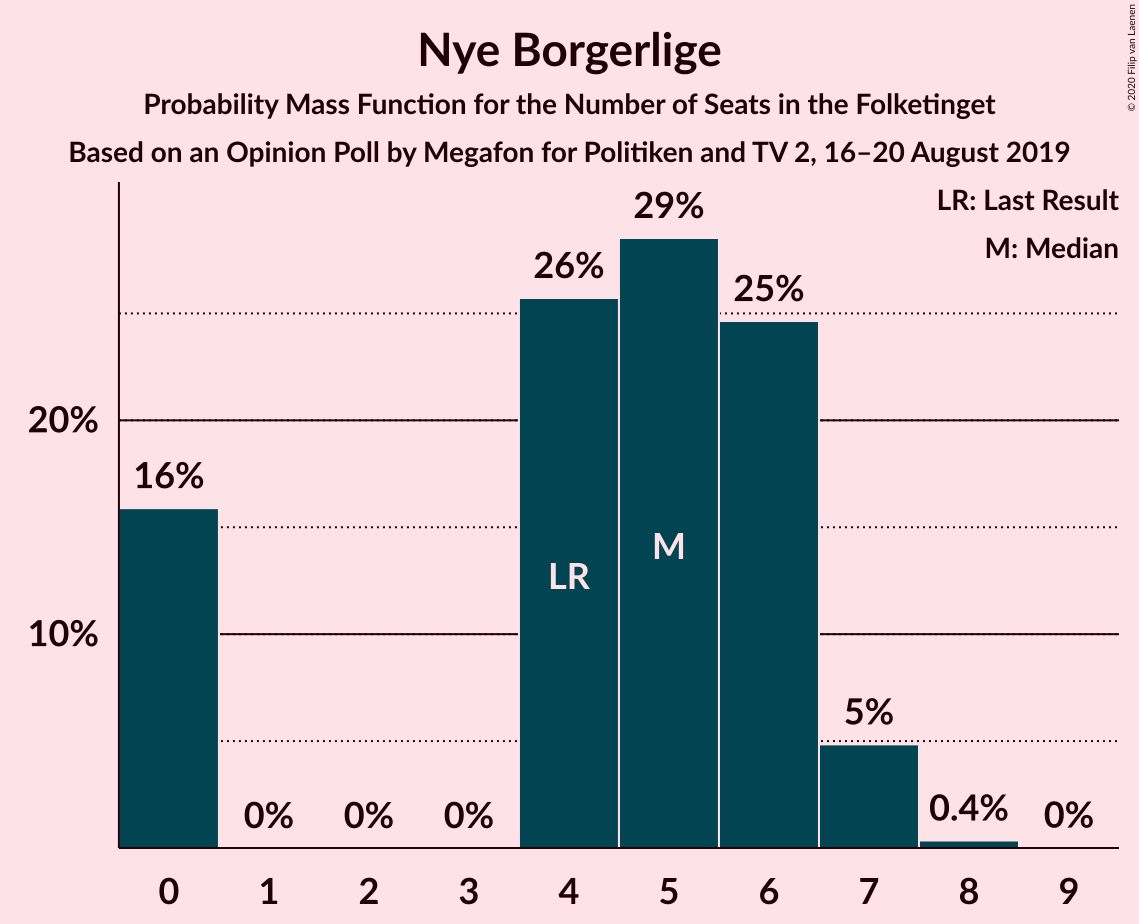 Nye Borgerlige
Probability Mass Function for the Number of Seats in the Folketinget
Based on an Opinion Poll by Megafon for Politiken and TV 2, 16–20 August 2019
© 2020 Filip van Laenen
LR: Last Result
M: Median
29%
26%
25%
20%
16%
M
LR
10%
5%
0% 0% 0% 0.4% 0%
0 1 2 3 4 5 6 7 8 9